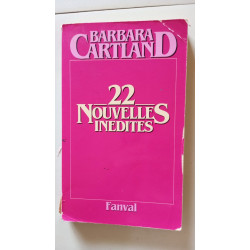 BARBARA
CARTLAND
22
NOUVELLES
INEDITES
Fanval